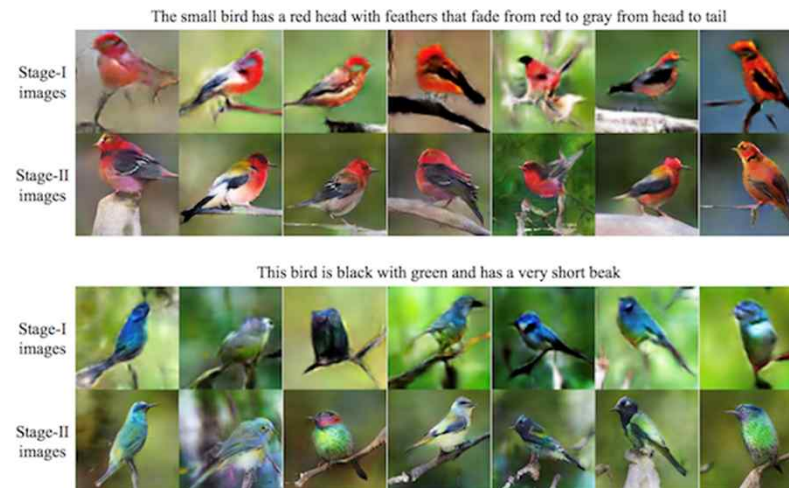 The small bird has a red head with feathers that fade from red to gray from head to tail
Stage-I
images
Stage-II
images
This bird is black with green and has a very short beak
Stage-I
images
Stage-II
images